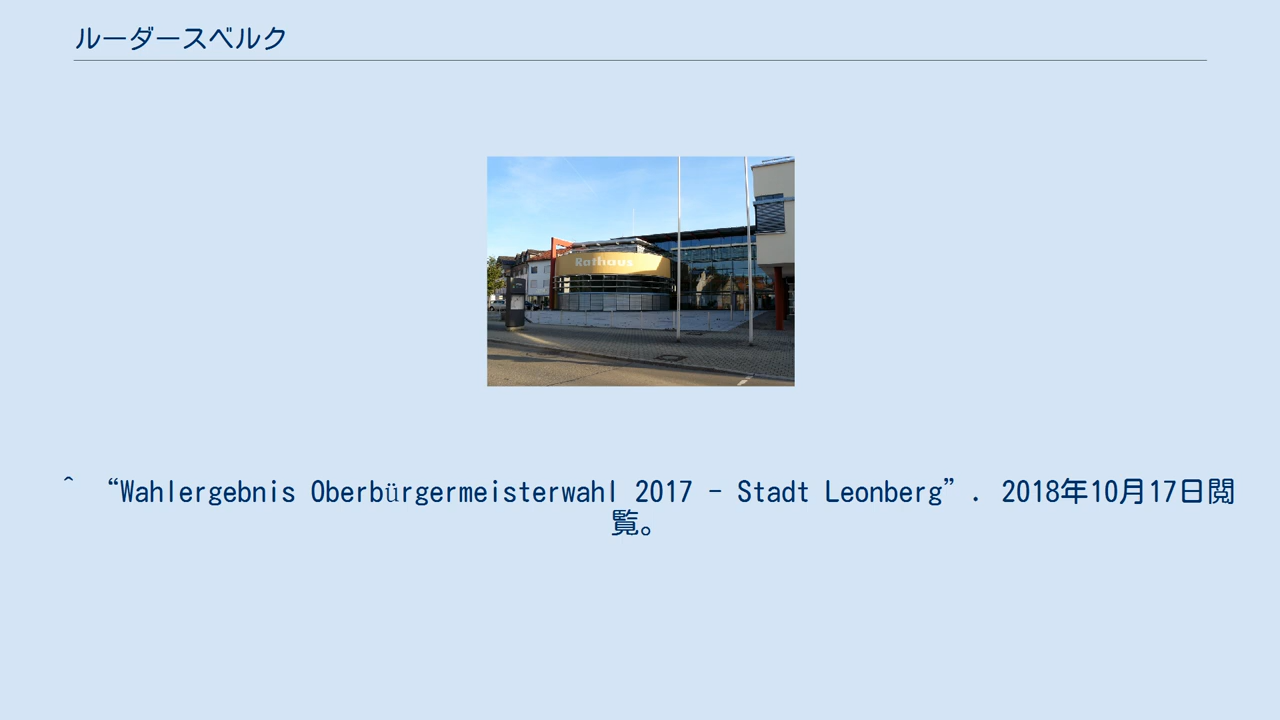 ルーダースベルク
Rathaus
^ “Wahlergebnis Oberbürgermeisterwahl 2017 - Stadt Leonberg”. 2018年10月17日閲
覧。